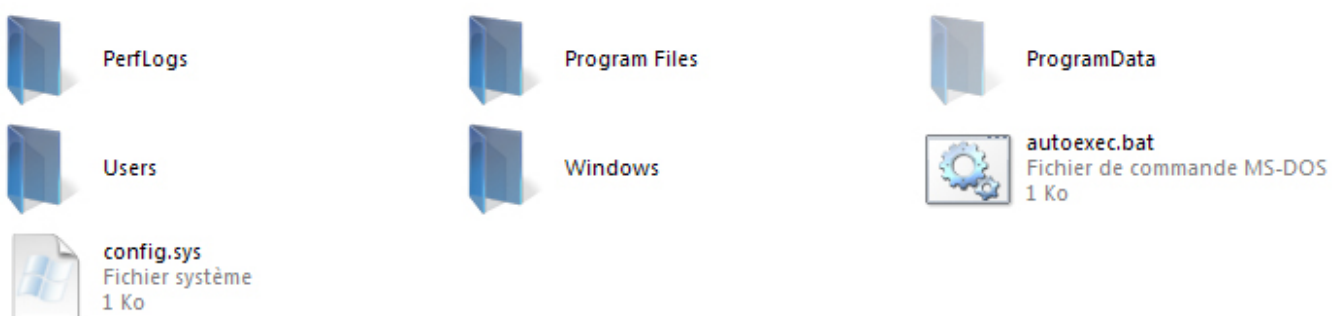 PerfLogs
Program Files
ProgramData
Users
Windows
autoexec.bat
Fichier de commande MS-DOS
1 Ko
config.sys
Fichier système
1 Ko